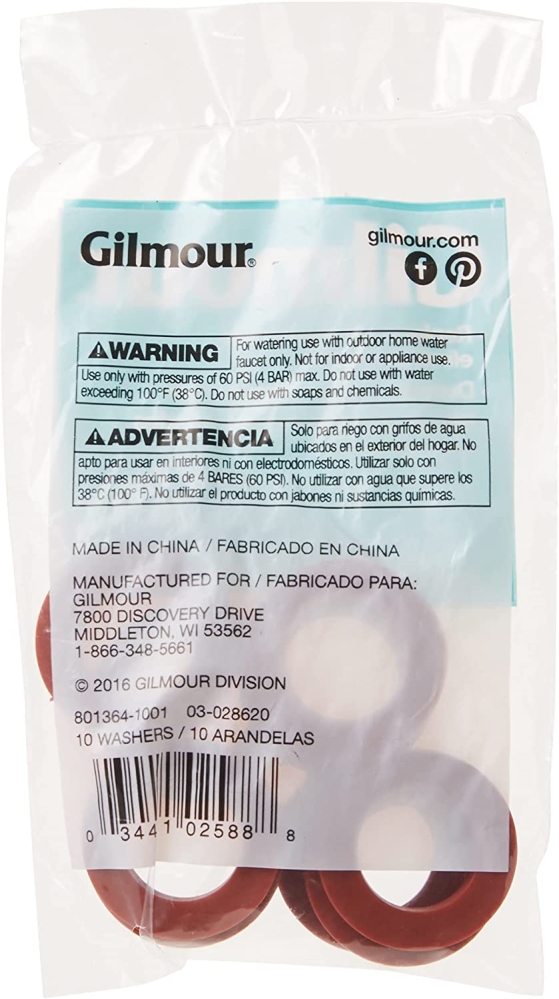 Gilmour®
gilmour.com
WARNING For watering use with outdoor home water
faucet only. Not for indoor or appliance use.
Use only with pressures of 60 PSI (4 BAR) max. Do not use with water
exceeding 100°F (38°C). Do not use with soaps and chemicals.
ADVERTENCIA Solo para riego con grifos de agua
ubicados en el exterior del hogar. No
apto para usar en interiores ni con electrodomésticos. Utilizar solo con
presiones máximas de 4 BARES (60 PSI). No utilizar con agua que supere los
38°C (100° F). No utilizar el producto con jabones ni sustancias químicas.
MADE IN CHINA / FABRICADO EN CHINA
MANUFACTURED FOR / FABRICADO PARA:
GILMOUR
7800 DISCOVERY DRIVE
MIDDLETON, WI 53562
1-866-348-5661
© 2016 GILMOUR DIVISION
801364-1001 03-028620
10 WASHERS / 10 ARANDELAS
0 34411 02588 8